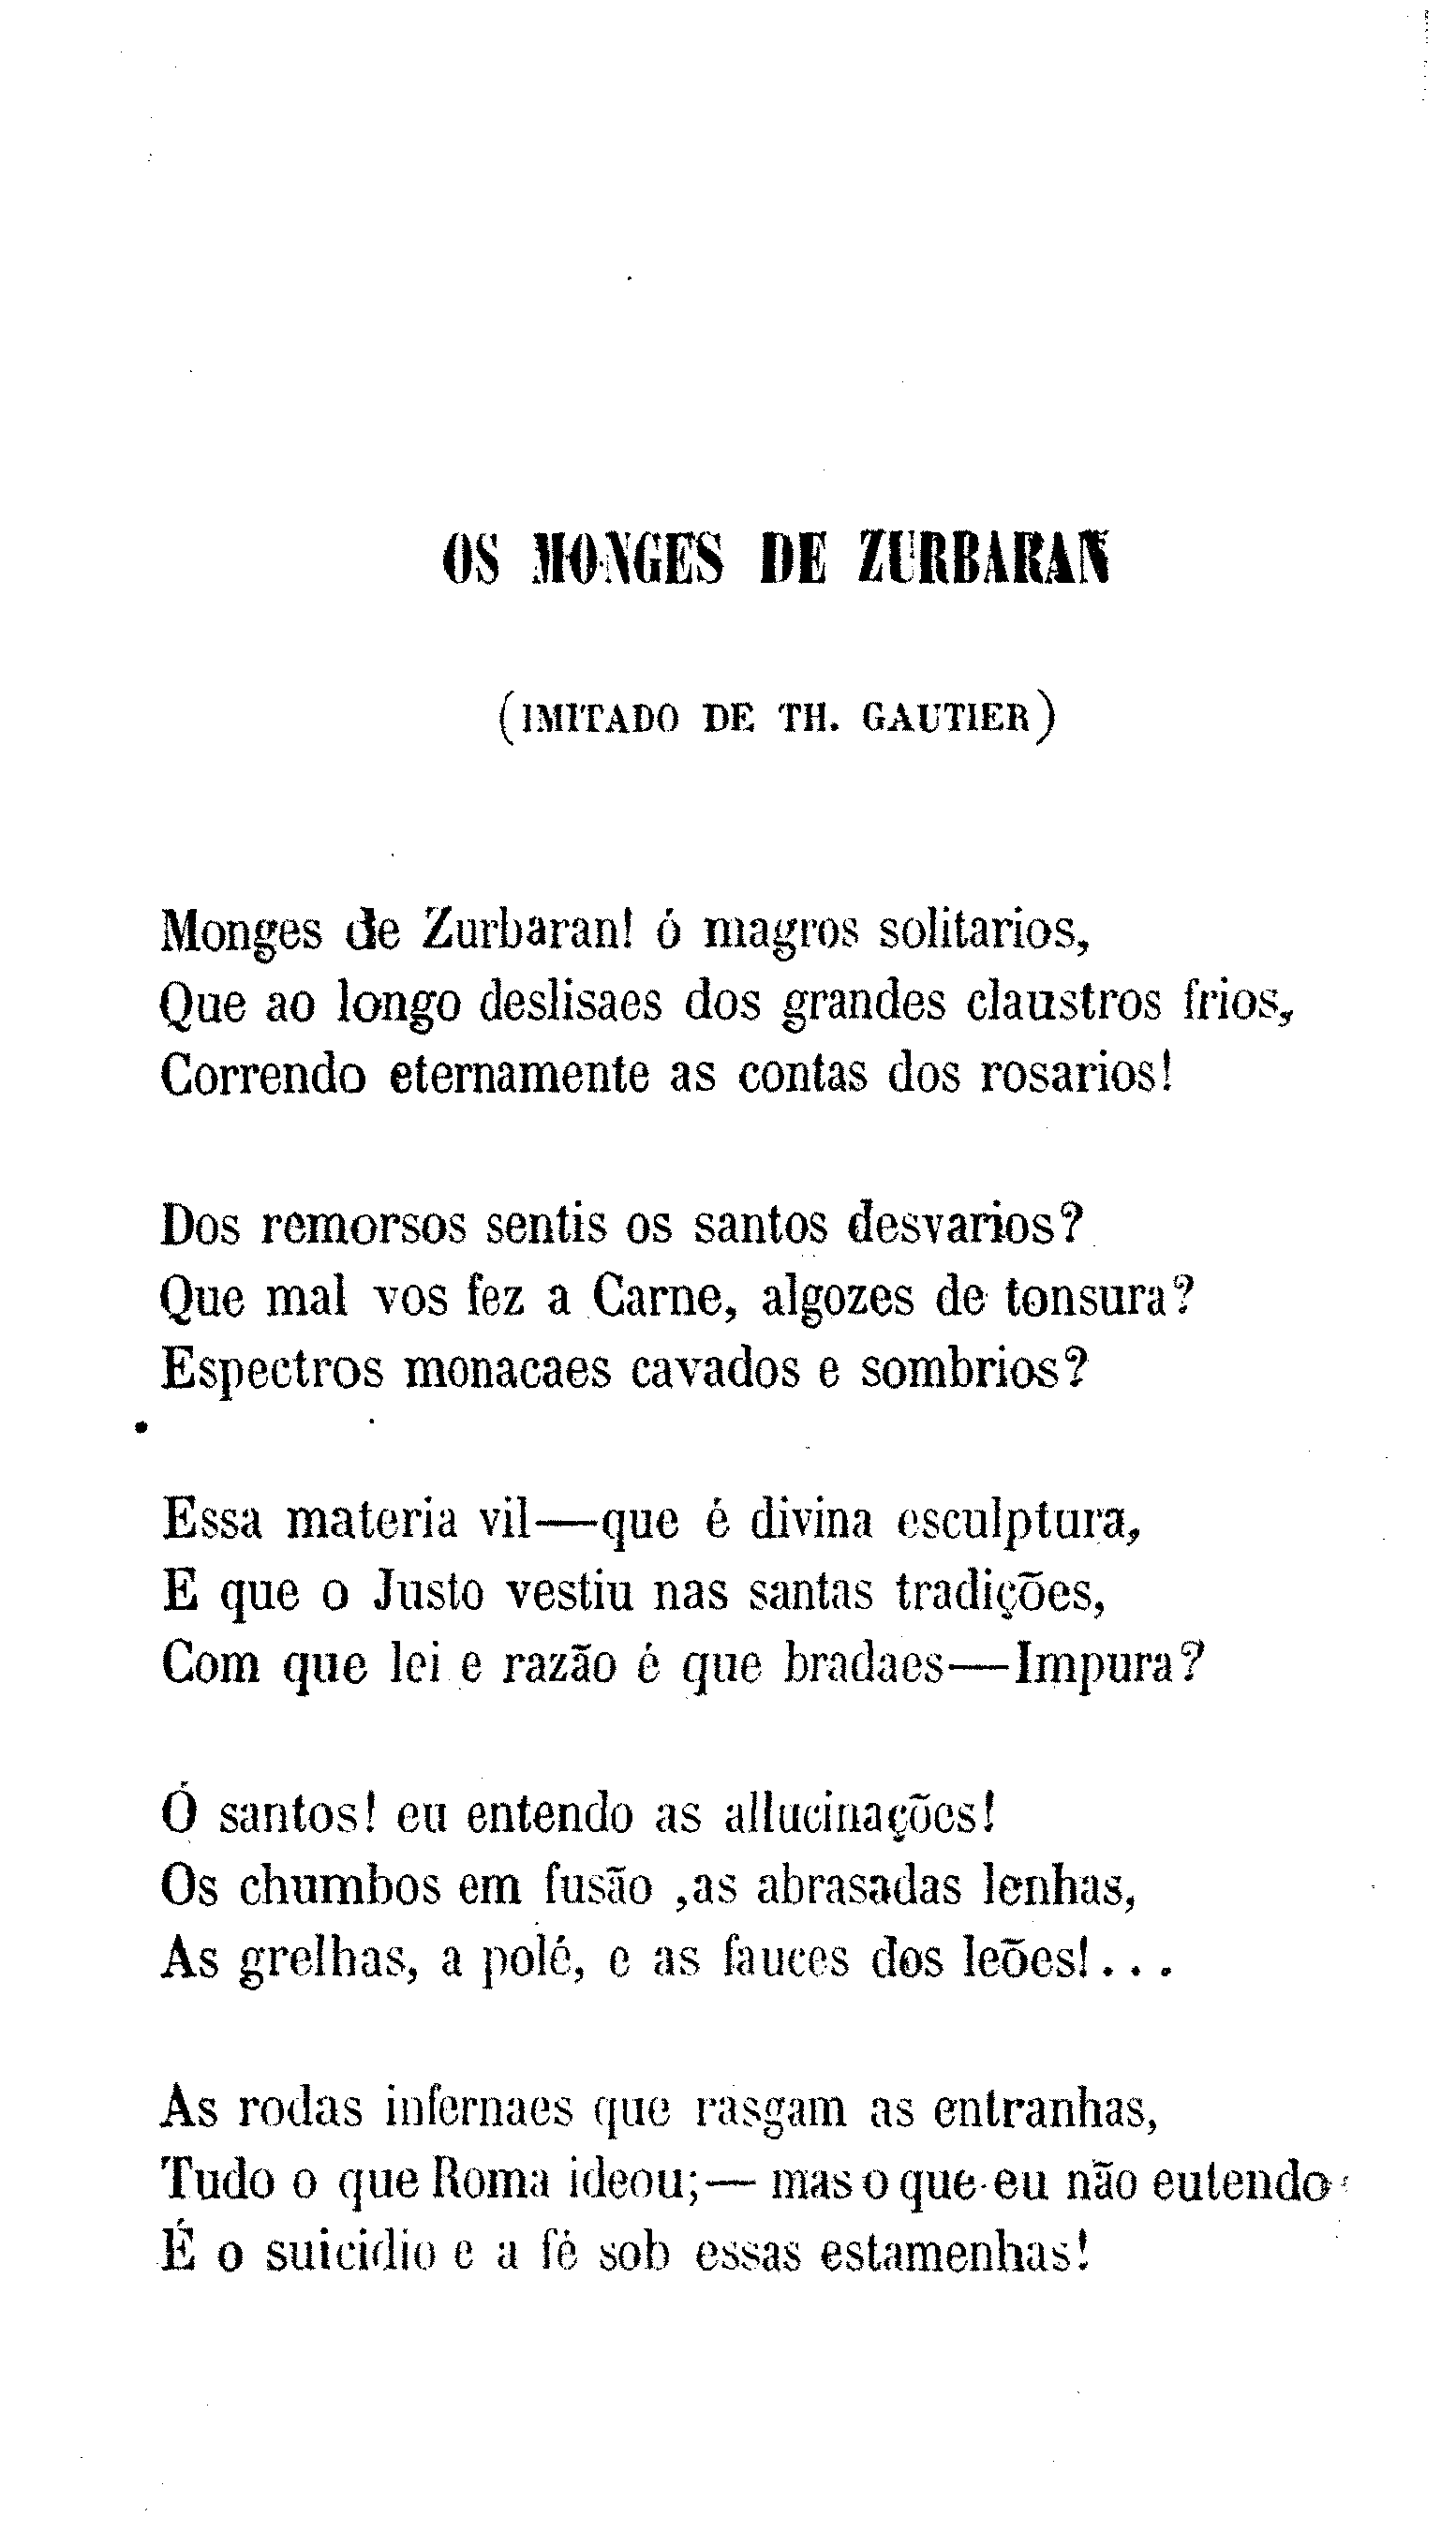 OS MONGES DE ZURBARAN
(IMITADO DE TH. GAUTIER)
Monges de Zurbaran! ó magros solitarios,
Que ao longo deslisaes dos grandes claustros frios,
Correndo eternamente as contas dos rosarios!
Dos remorsos sentis os santos desvarios?
Que mal vos fez a Carne, algozes de tonsura?
Espectros monacaes cavados e sombrios?
Essa materia vil—que é divina esculptura,
E que o Justo vestiu nas santas tradições,
Com que lei e razão é que bradaes—Impura?
Ó santos! eu entendo as allucinações!
Os chumbos em fusão ,as abrasadas lenhas,
As grelhas, a polé, e as fauces dos leões!...
As rodas infernaes que rasgam as entranhas,
Tudo o que Roma ideou;— mas o que eu não eutendo
É o suicidio e a fé sob essas estamenhas!